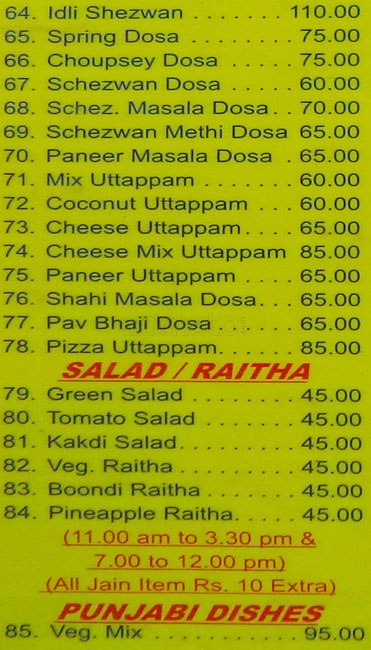 64. Idli Shezwan . . . . . . . 110.00
65. Spring Dosa . . . . . . . . 75.00
66. Choupsey Dosa . . . . . 75.00
67. Schezwan Dosa . . . . . 60.00
68. Schez. Masala Dosa. . 70.00
69. Schezwan Methi Dosa 65.00
70. Paneer Masala Dosa . 65.00
71. Mix Uttappam . . . . . . . 60.00
72. Coconut Uttappam . . . 60.00
73. Cheese Uttappam. . . . 65.00
74. Cheese Mix Uttappam 85.00
75. Paneer Uttappam . . . . 65.00
76. Shahi Masala Dosa. . . 65.00
77. Pav Bhaji Dosa . . . . . . 65.00
78. Pizza Uttappam. . . . . . 85.00
SALAD / RAITHA
79. Green Salad . . . . . . . . 45.00
80. Tomato Salad . . . . . . . 45.00
81. Kakdi Salad. . . . . . . . . 45.00
82. Veg. Raitha . . . . . . . . . 45.00
83. Boondi Raitha . . . . . . . 45.00
84. Pineapple Raitha. . . . . 45.00
(11.00 am to 3.30 pm &
7.00 to 12.00 pm)
(All Jain Item Rs. 10 Extra)
PUNJABI DISHES
85. Veg. Mix . . . . . . . . . . . 95.00